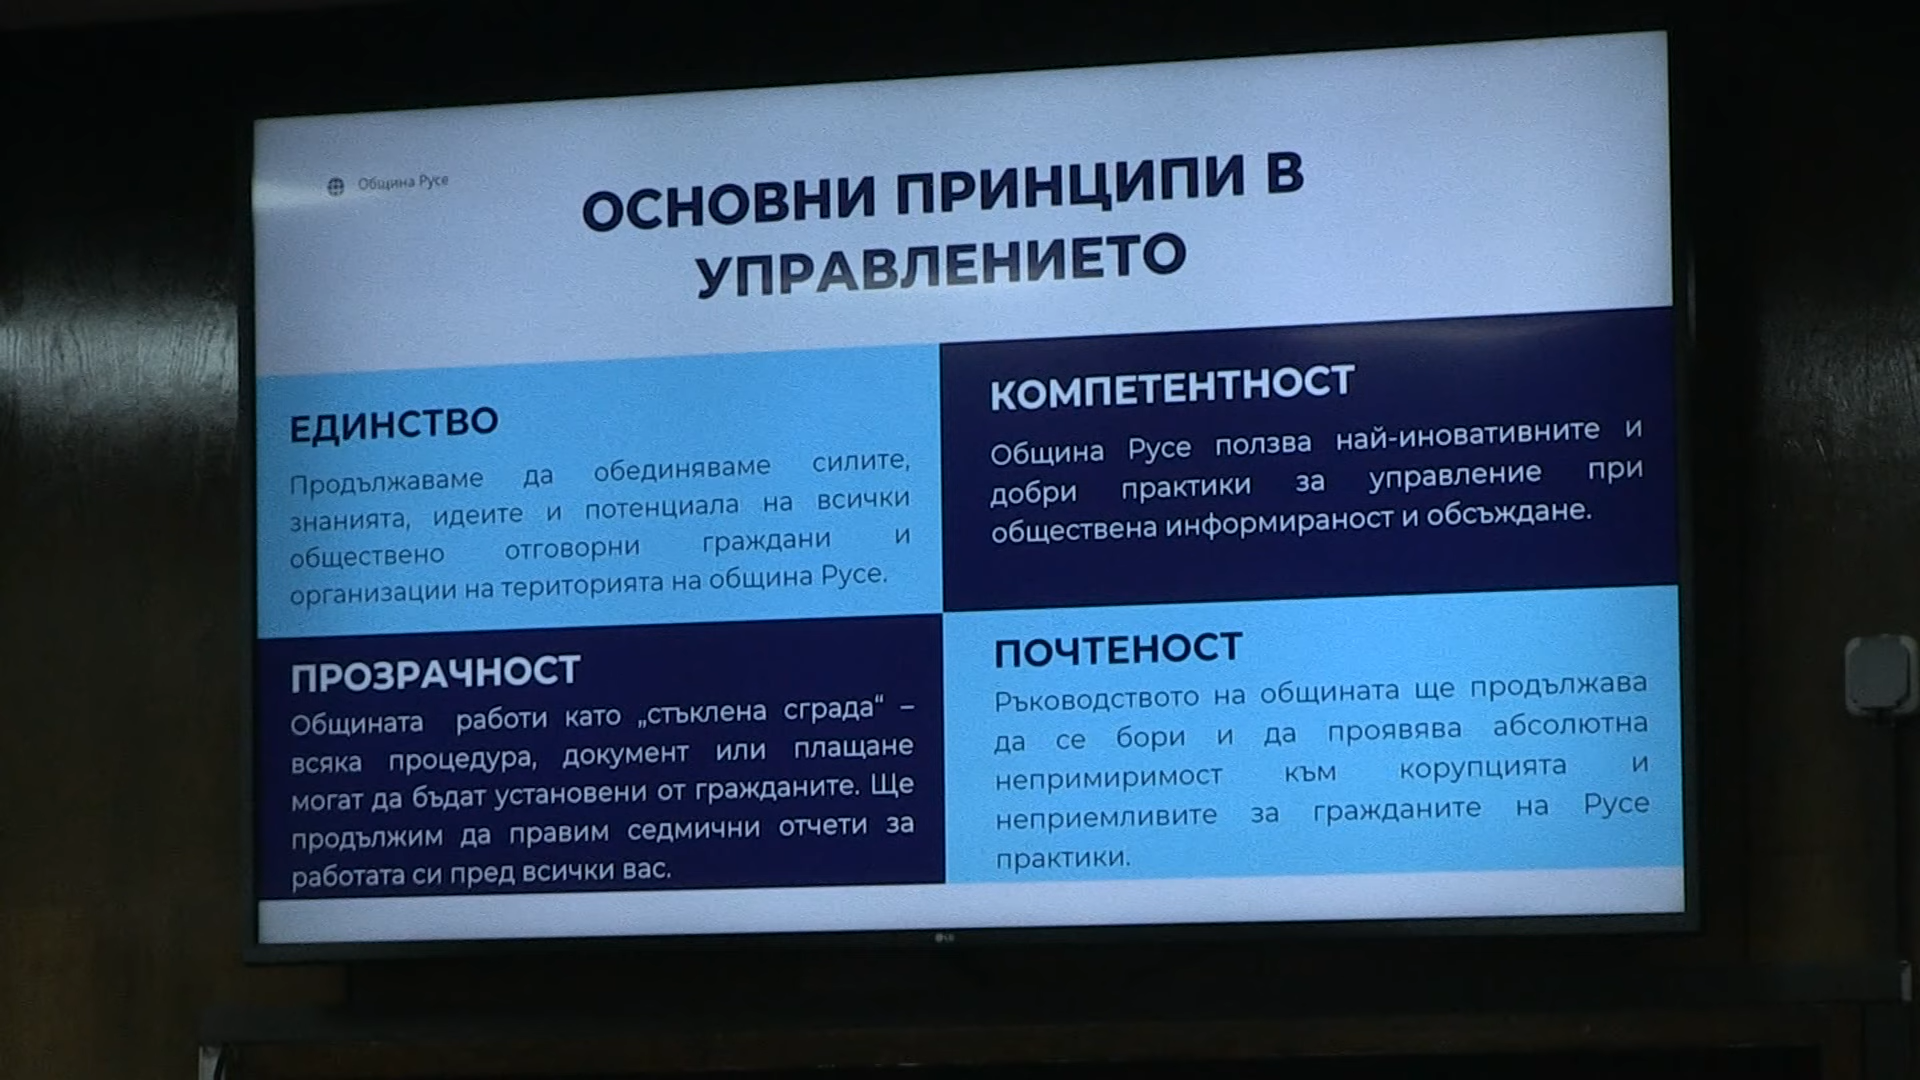 Община Русе
ОСНОВНИ ПРИНЦИПИ В
УПРАВЛЕНИЕТО
ЕДИНСТВО
Продължаваме да обединяваме силите,
знанията, идеите и потенциала на всички
обществено отговорни граждани и
организации на територията на община Русе.
КОМПЕТЕНТНОСТ
Община Русе ползва най-иновативните и
добри практики за управление при
обществена информираност и обсъждане.
ПРОЗРАЧНОСТ
Общината работи като „стъклена сграда“ –
всяка процедура, документ или плащане
могат да бъдат установени от гражданите. Ще
продължим да правим седмични отчети за
работата си пред всички вас.
ПОЧТЕНОСТ
Ръководството на общината ще продължава
да се бори и да проявява абсолютна
непримиримост към корупцията и
неприемливите за гражданите на Русе
практики.
LG